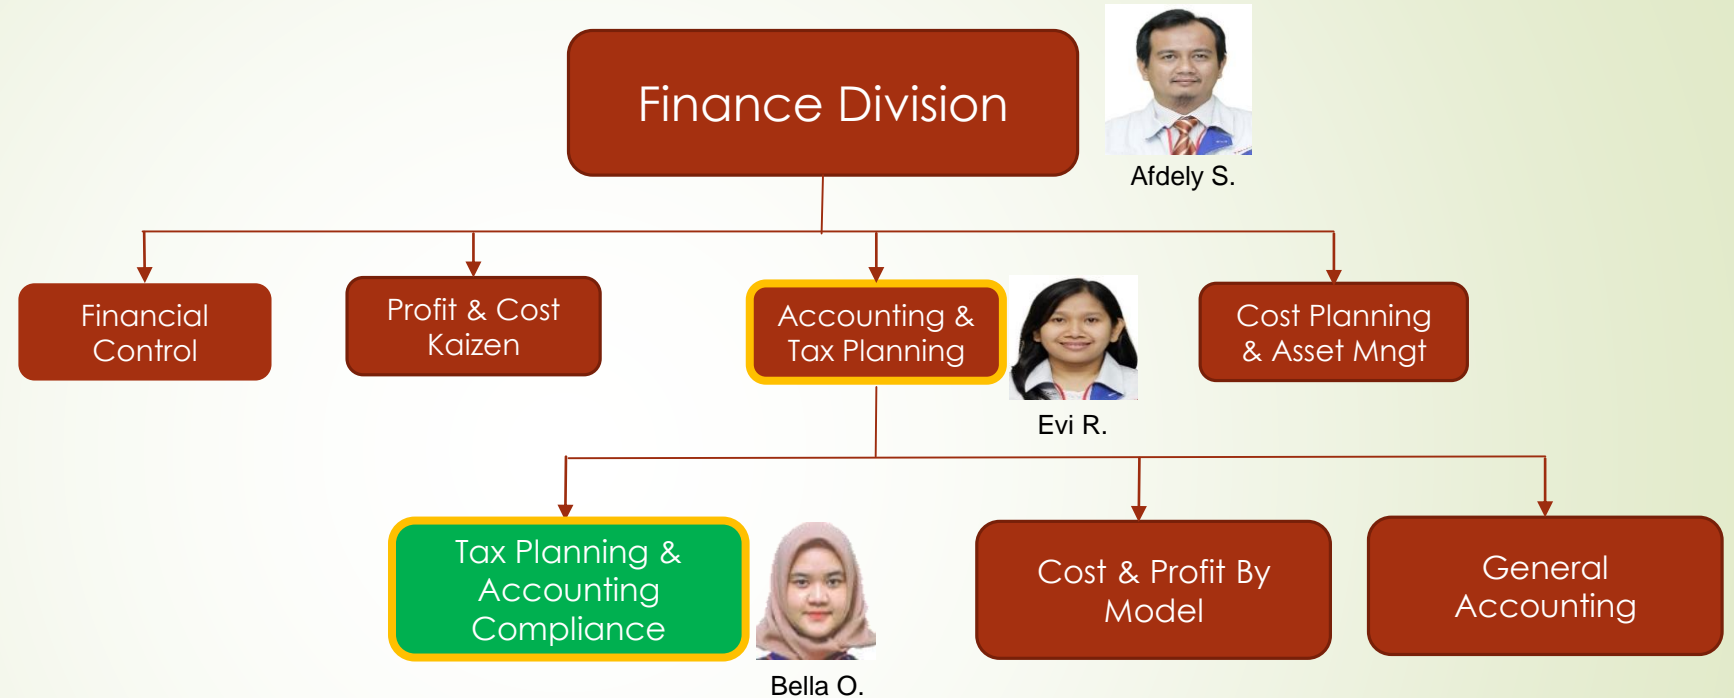 Finance Division
Afdely S.
Financial
Control
Profit & Cost
Kaizen
Accounting &
Tax Planning
Evi R.
Cost Planning
& Asset Mngt
Tax Planning &
Accounting
Compliance
Bella O.
Cost & Profit By
Model
General
Accounting